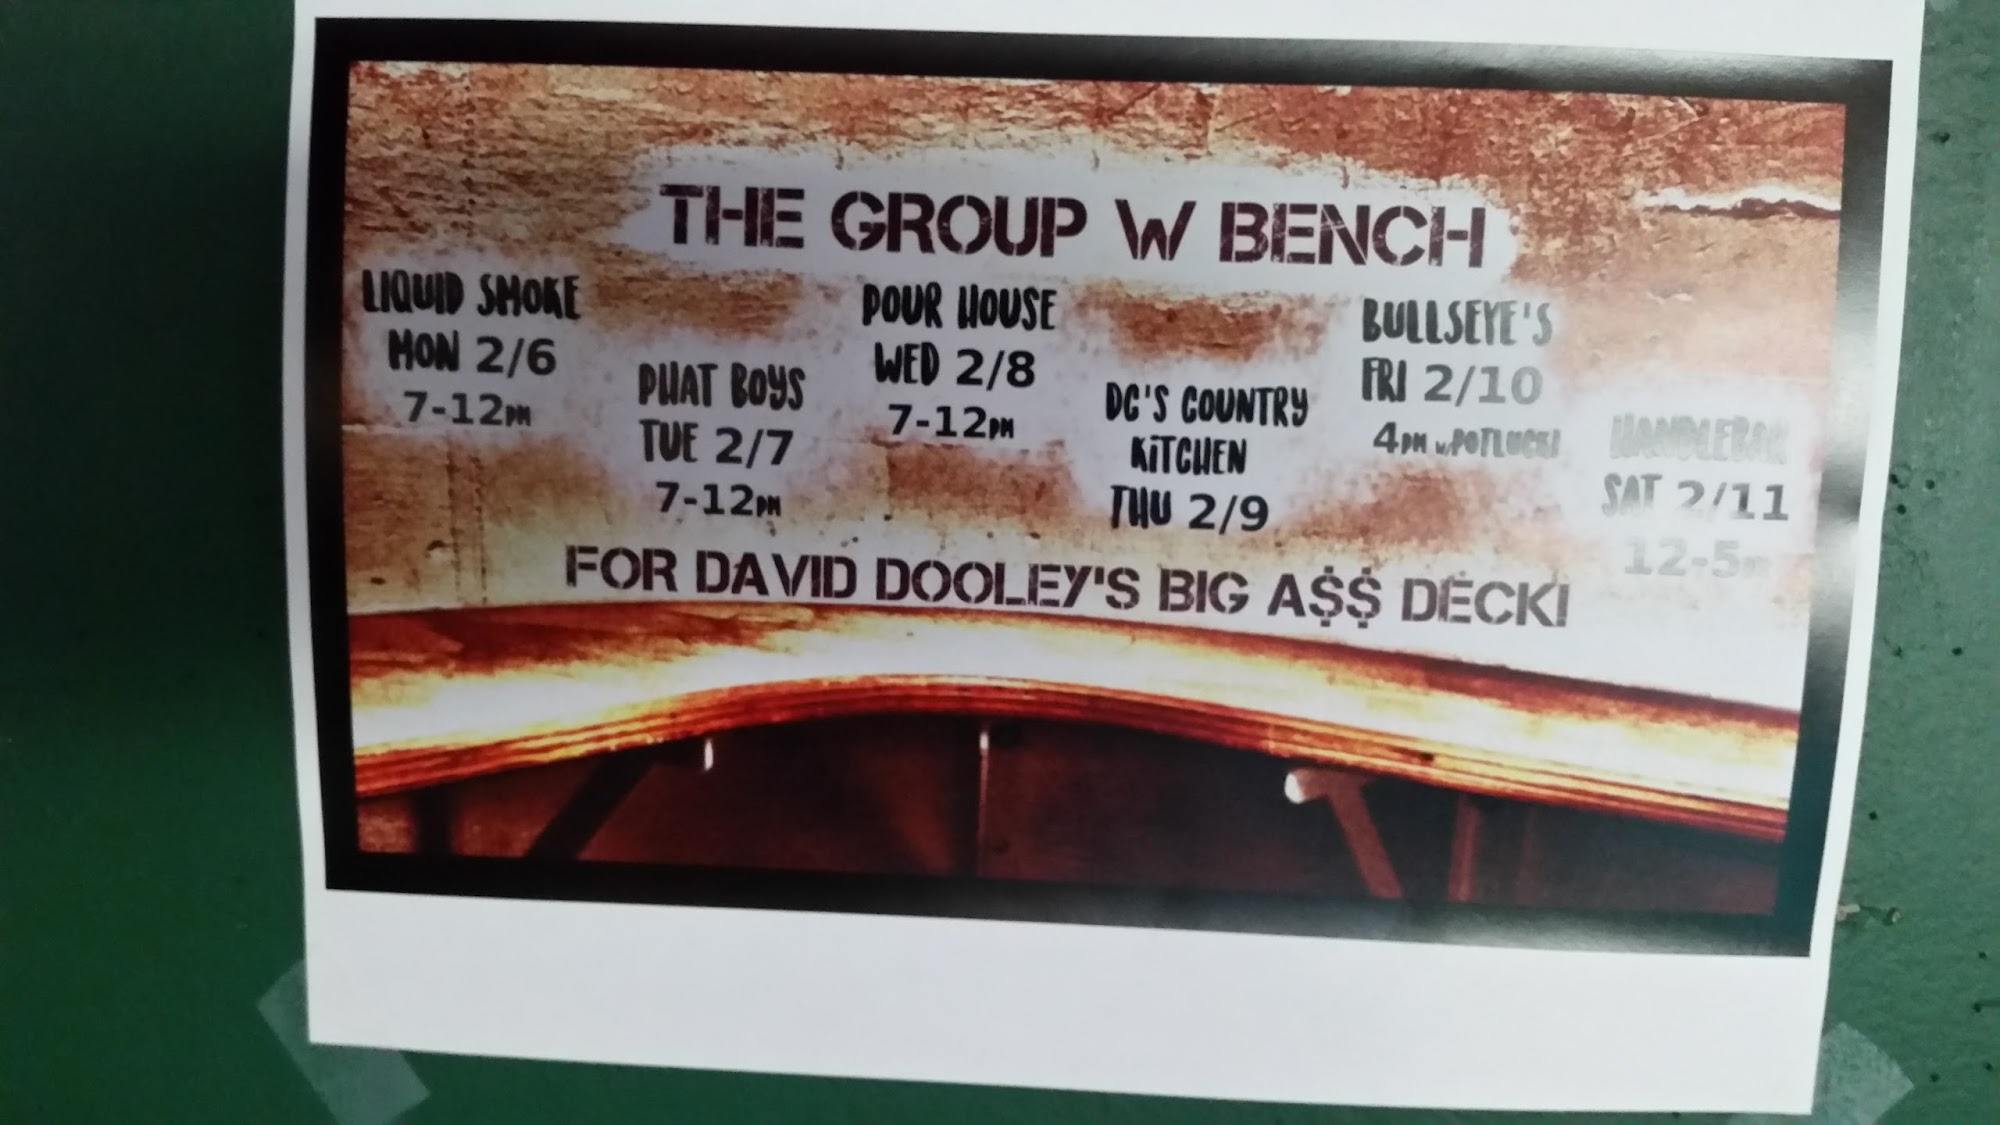 THE GROUP W BENCH
LIQUID SMOKE
MON 2/6
7-12PM
PHAT BOYS
TUE 2/7
7-12PM
POUR HOUSE
WED 2/8
7-12PM
DC'S COUNTRY
KITCHEN
THU 2/9
BULLSEYE'S
FRI 2/10
4PM w/POTLUCK!
HANDLEBAR
SAT 2/11
12-5PM
FOR DAVID DOOLEY'S BIG A$$ DECK!